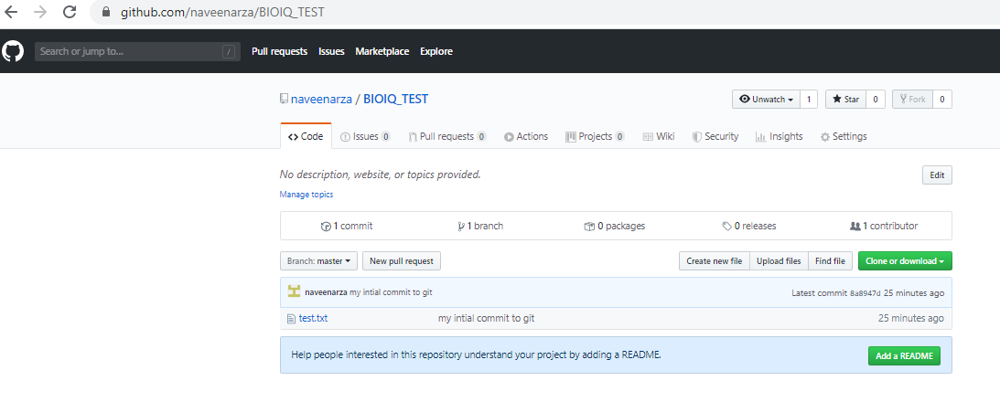 github.com/naveenarza/BIOIQ_TEST
Search or jump to... / Pull requests Issues Marketplace Explore
naveenarza / BIOIQ_TEST Unwatch 1 Star 0 Fork 0
Code Issues 0 Pull requests 0 Actions Projects 0 Wiki Security Insights Settings
No description, website, or topics provided. Edit
Manage topics
1 commit 1 branch 0 packages 0 releases 1 contributor
Branch: master New pull request Create new file Upload files Find file Clone or download
naveenarza my intial commit to git Latest commit 8a8947d 25 minutes ago
test.txt my intial commit to git 25 minutes ago
Help people interested in this repository understand your project by adding a README. Add a README